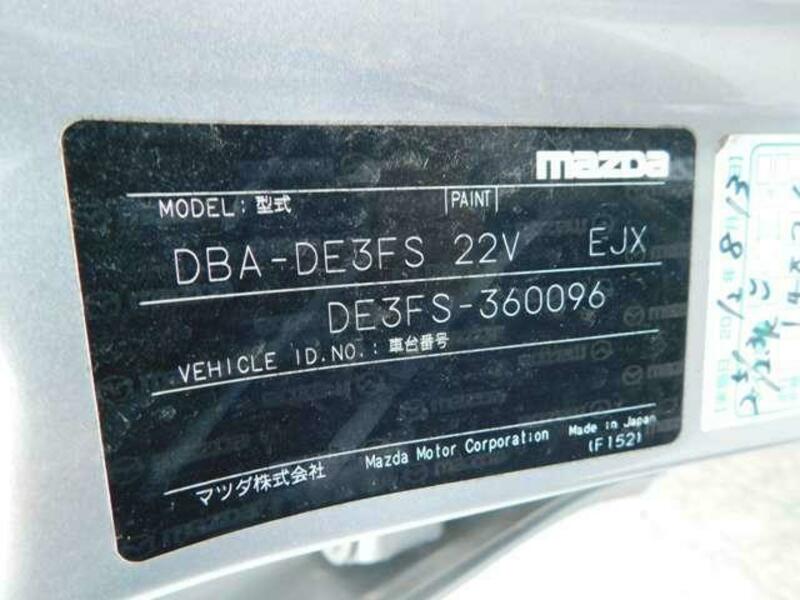 mazda
MODEL: 型式 PAINT
DBA-DE3FS 22V EJX
DE3FS-360096
VEHICLE ID.NO.: 車台番号
マツダ株式会社 Mazda Motor Corporation Made in Japan
(F152)